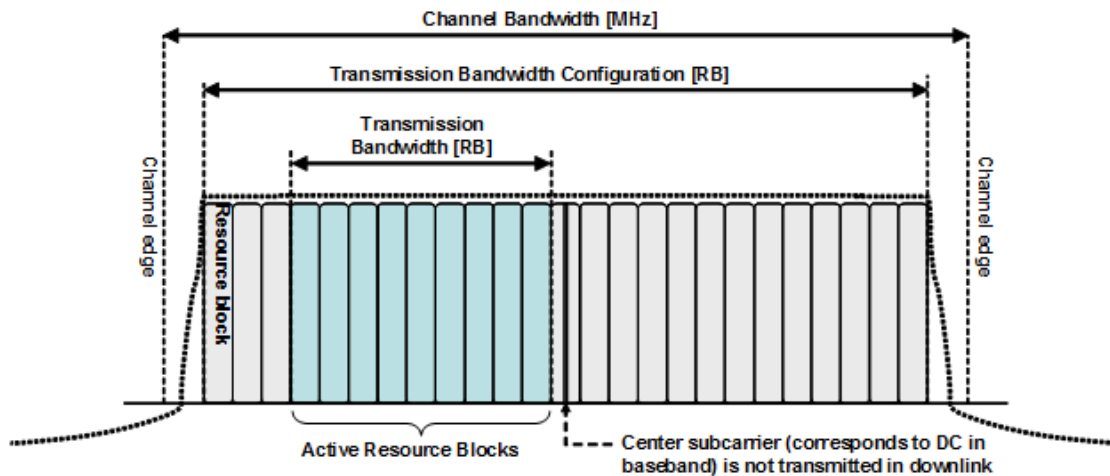 Channel Bandwidth [MHz]
Transmission Bandwidth Configuration [RB]
Transmission
Bandwidth [RB]
Channel edge
Resource block
Channel edge
Active Resource Blocks
Center subcarrier (corresponds to DC in
baseband) is not transmitted in downlink